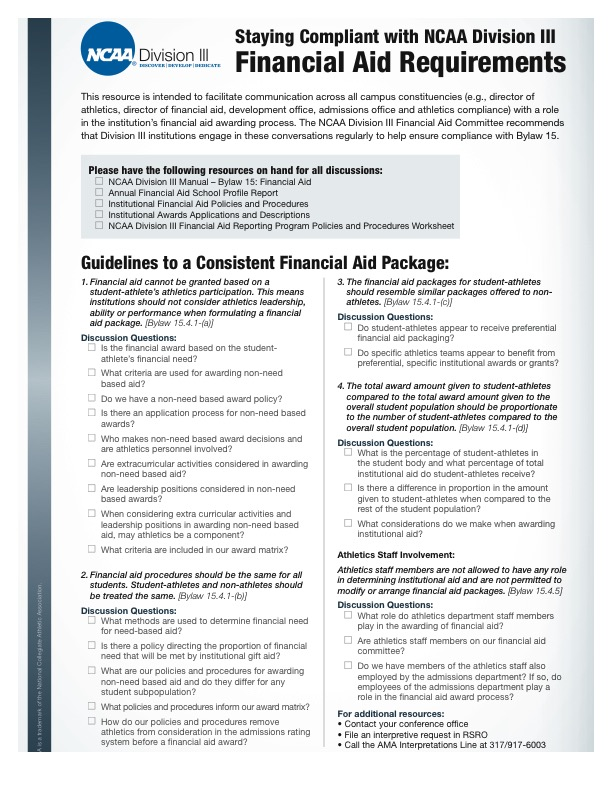 NCAA
®
Division III
DISCOVER | DEVELOP | DEDICATE
Staying Compliant with NCAA Division III
Financial Aid Requirements
This resource is intended to facilitate communication across all campus constituencies (e.g., director of
athletics, director of financial aid, development office, admissions office and athletics compliance) with a role
in the institution's financial aid awarding process. The NCAA Division III Financial Aid Committee recommends
that Division III institutions engage in these conversations regularly to help ensure compliance with Bylaw 15.
Please have the following resources on hand for all discussions:
☐ NCAA Division III Manual – Bylaw 15: Financial Aid
☐ Annual Financial Aid School Profile Report
☐ Institutional Financial Aid Policies and Procedures
☐ Institutional Awards Applications and Descriptions
☐ NCAA Division III Financial Aid Reporting Program Policies and Procedures Worksheet
Guidelines to a Consistent Financial Aid Package:
1. Financial aid cannot be granted based on a
student-athlete's athletics participation. This means
institutions should not consider athletics leadership,
ability or performance when formulating a financial
aid package. [Bylaw 15.4.1-(a)]
Discussion Questions:
☐ Is the financial award based on the student-
athlete's financial need?
☐ What criteria are used for awarding non-need
based aid?
☐ Do we have a non-need based award policy?
☐ Is there an application process for non-need based
awards?
☐ Who makes non-need based award decisions and
are athletics personnel involved?
☐ Are extracurricular activities considered in awarding
non-need based aid?
☐ Are leadership positions considered in non-need
based awards?
☐ When considering extra curricular activities and
leadership positions in awarding non-need based
aid, may athletics be a component?
☐ What criteria are included in our award matrix?
2. Financial aid procedures should be the same for all
students. Student-athletes and non-athletes should
be treated the same. [Bylaw 15.4.1-(b)]
Discussion Questions:
☐ What methods are used to determine financial need
for need-based aid?
☐ Is there a policy directing the proportion of financial
need that will be met by institutional gift aid?
☐ What are our policies and procedures for awarding
non-need based aid and do they differ for any
student subpopulation?
☐ What policies and procedures inform our award matrix?
☐ How do our policies and procedures remove
athletics from consideration in the admissions rating
system before a financial award?
3. The financial aid packages for student-athletes
should resemble similar packages offered to non-
athletes. [Bylaw 15.4.1-(c)]
Discussion Questions:
☐ Do student-athletes appear to receive preferential
financial aid packaging?
☐ Do specific athletics teams appear to benefit from
preferential, specific institutional awards or grants?
4. The total award amount given to student-athletes
compared to the total award amount given to the
overall student population should be proportionate
to the number of student-athletes compared to the
overall student population. [Bylaw 15.4.1-(d)]
Discussion Questions:
☐ What is the percentage of student-athletes in
the student body and what percentage of total
institutional aid do student-athletes receive?
☐ Is there a difference in proportion in the amount
given to student-athletes when compared to the
rest of the student population?
☐ What considerations do we make when awarding
institutional aid?
Athletics Staff Involvement:
Athletics staff members are not allowed to have any role
in determining institutional aid and are not permitted to
modify or arrange financial aid packages. [Bylaw 15.4.5]
Discussion Questions:
☐ What role do athletics department staff members
play in the awarding of financial aid?
☐ Are athletics staff members on our financial aid
committee?
☐ Do we have members of the athletics staff also
employed by the admissions department? If so, do
employees of the admissions department play a
role in the financial aid award process?
For additional resources:
• Contact your conference office
• File an interpretive request in RSRO
• Call the AMA Interpretations Line at 317/917-6003
A is a trademark of the National Collegiate Athletic Association.